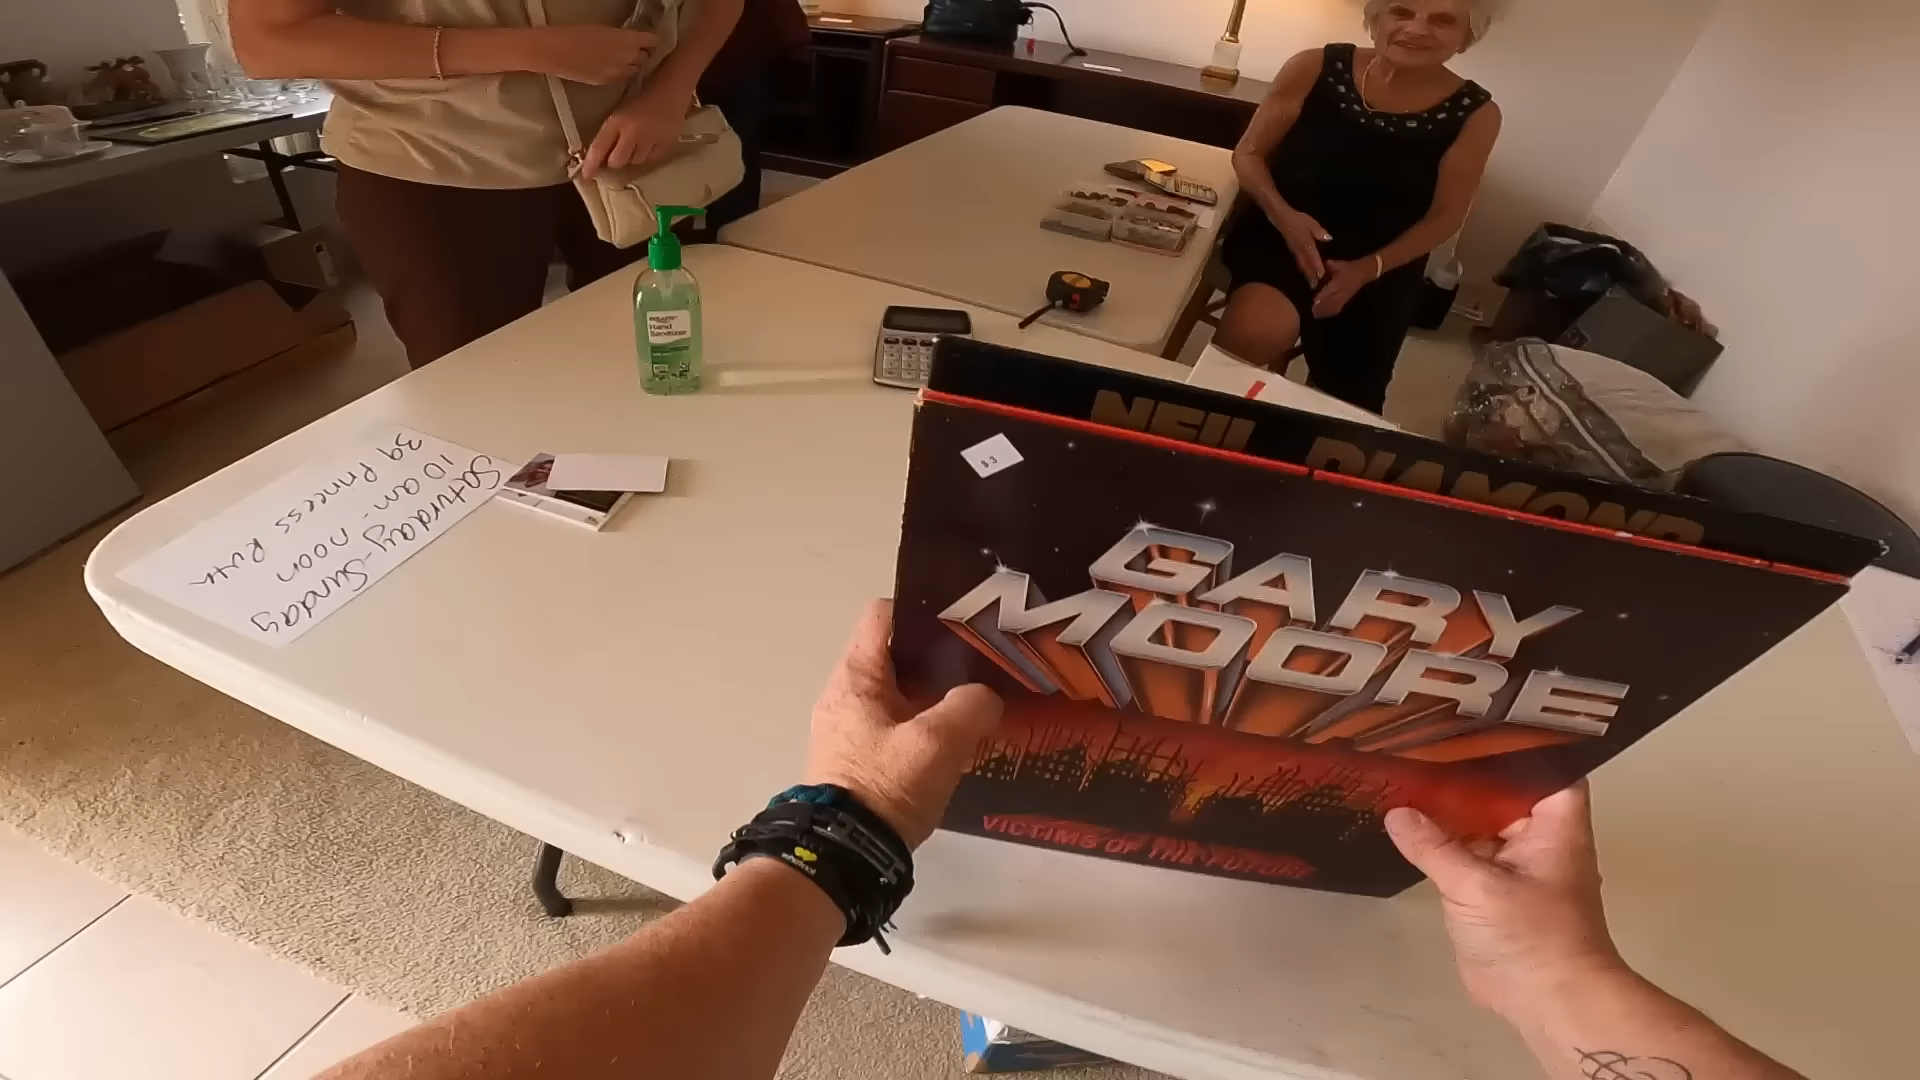 NEIL DIAMOND
$3
GARY
MOORE
VICTIMS OF THE FUTURE
equate
Hand
Sanitizer
Saturday-Sunday
10 am - noon
39 Princess Ruth